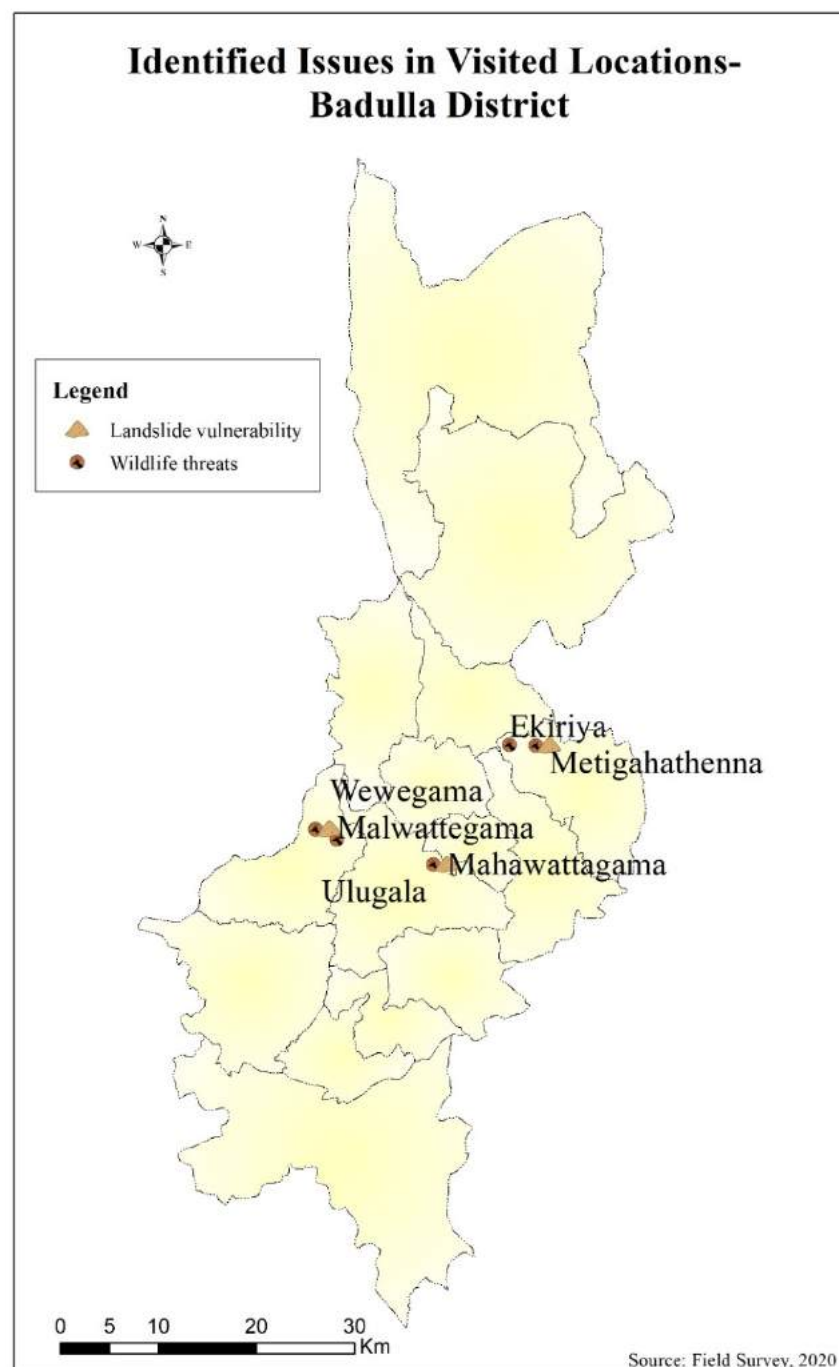 Identified Issues in Visited Locations-
Badulla District
N
W E
S
Legend
Landslide vulnerability
Wildlife threats
Ekiriya
Metigahathenna
Wewegama
Malwattegama
Mahawattagama
Ulugala
0 5 10 20 30
Km
Source: Field Survey, 2020